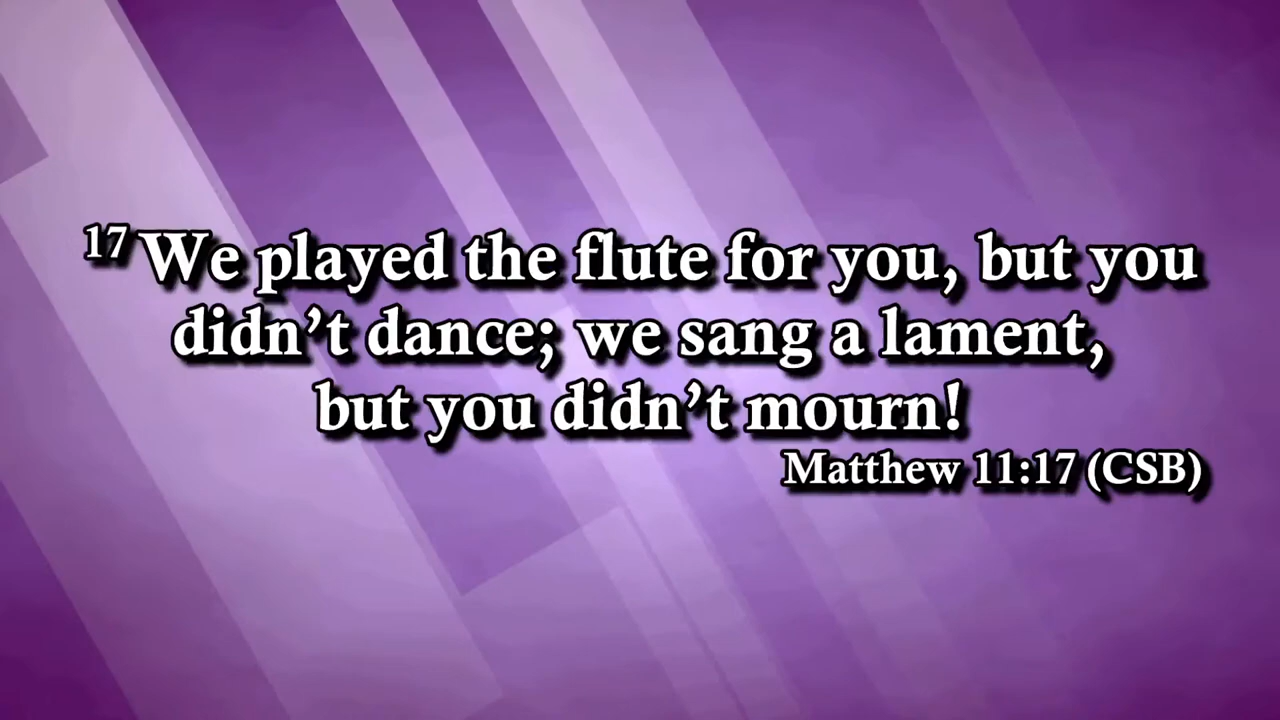 17 We played the flute for you, but you
didn’t dance; we sang a lament,
but you didn’t mourn!
Matthew 11:17 (CSB)